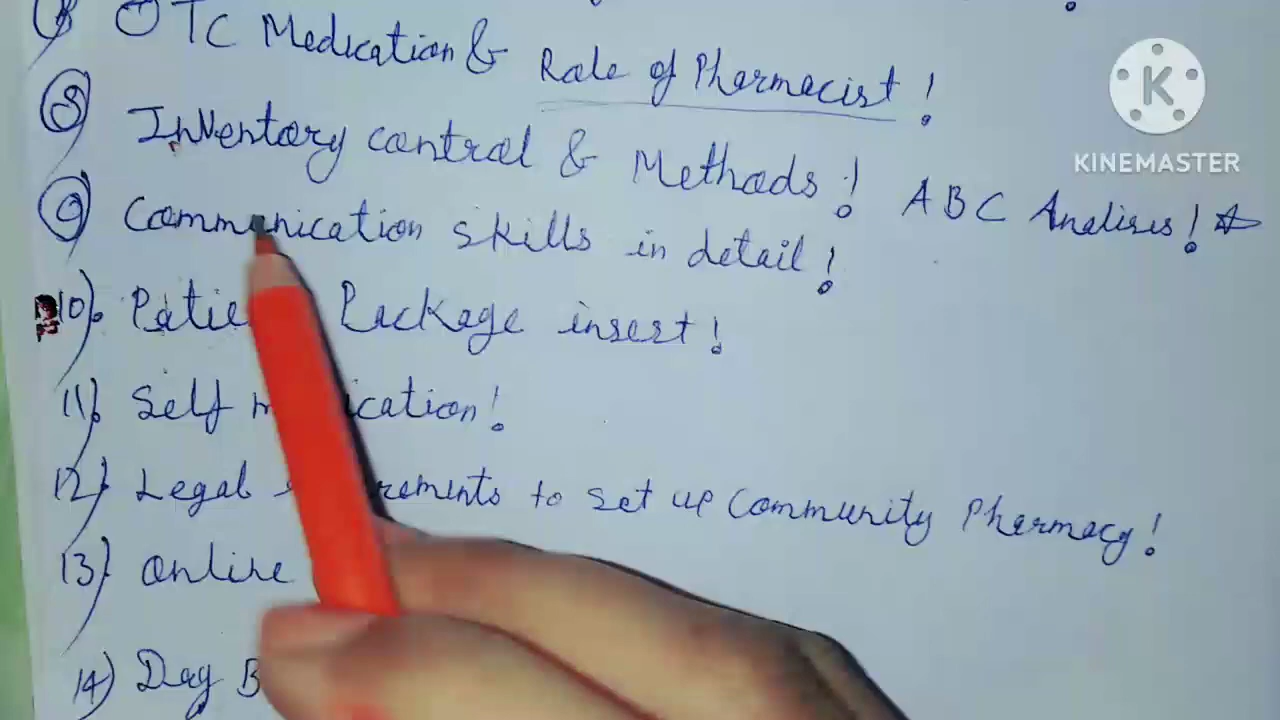 OTC Medication & Role of Pharmacist!
8 Inventory control & Methods! ABC Analises!
9 Communication skills in detail!
10). Package insert!
11). Self
12) Legal to set up Community Pharmacy!
13) Online
14) Day
K
KINEMASTER